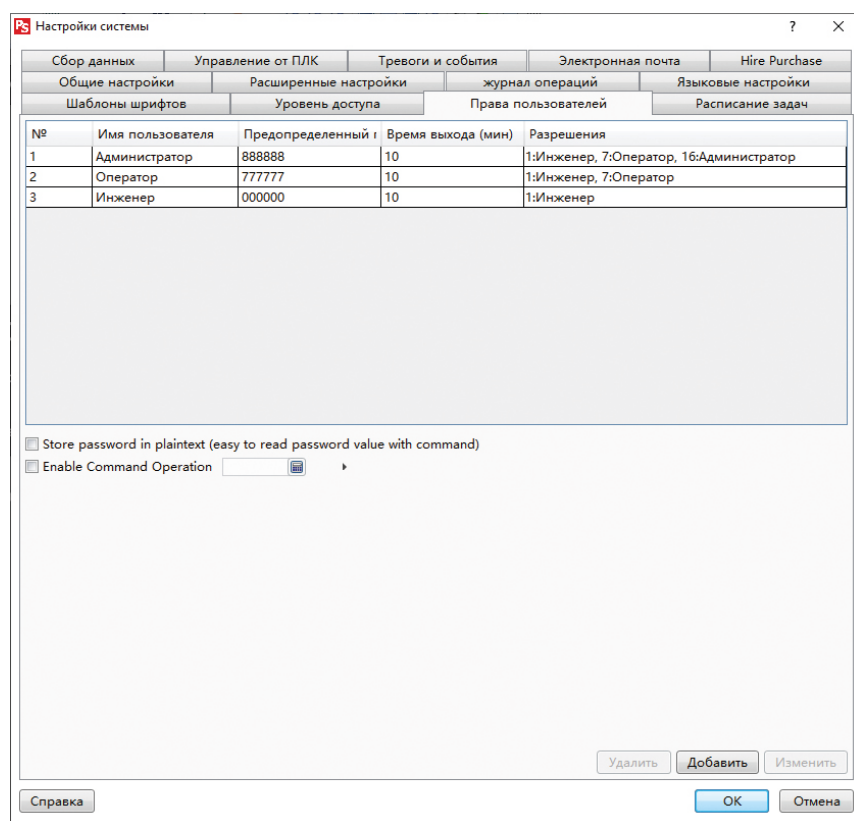 PS Настройки системы ? ×
Сбор данных Управление от ПЛК Тревоги и события Электронная почта Hire Purchase
Общие настройки Расширенные настройки журнал операций Языковые настройки
Шаблоны шрифтов Уровень доступа Права пользователей Расписание задач
№ Имя пользователя Предопределенный г Время выхода (мин) Разрешения
1 Администратор 888888 10 1:Инженер, 7:Оператор, 16:Администратор
2 Оператор 777777 10 1:Инженер, 7:Оператор
3 Инженер 000000 10 1:Инженер
Store password in plaintext (easy to read password value with command)
Enable Command Operation
Удалить Добавить Изменить
Справка OK Отмена